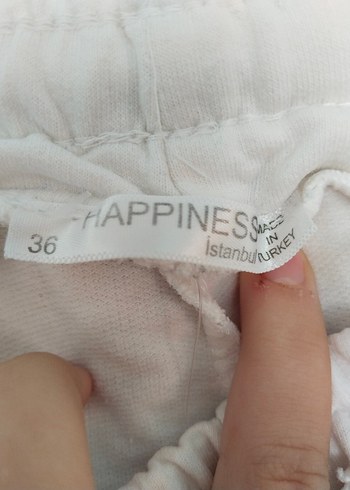 36
HAPPINESS
istanbul
MADE
IN
TURKEY